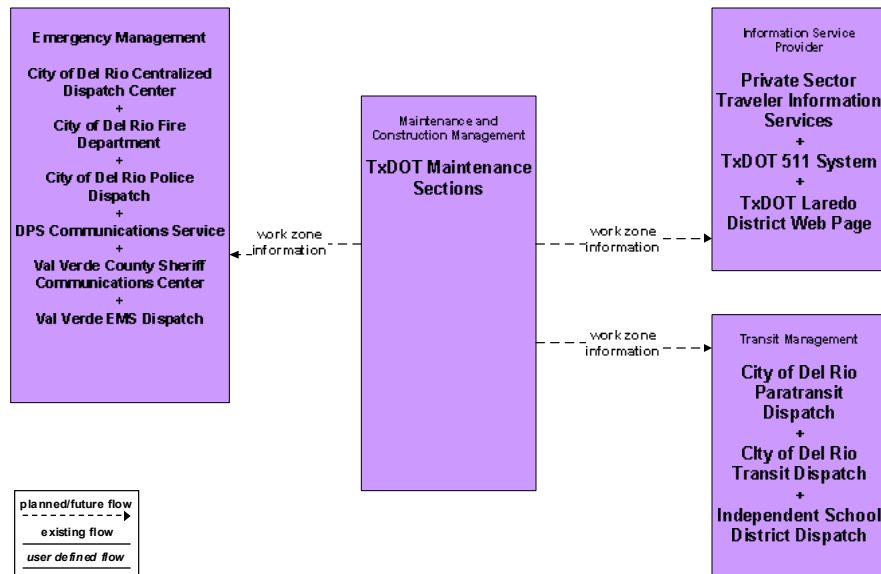 Emergency Management
City of Del Rio Centralized
Dispatch Center
+
City of Del Rio Fire
Department
+
City of Del Rio Police
Dispatch
+
DPS Communications Service
+
Val Verde County Sheriff
Communications Center
+
Val Verde EMS Dispatch
work zone
information
Maintenance and
Construction Management
TxDOT Maintenance
Sections
work zone
information
work zone
information
Information Service
Provider
Private Sector
Traveler Information
Services
+
TxDOT 511 System
+
TxDOT Laredo
District Web Page
Transit Management
City of Del Rio
Paratransit
Dispatch
+
CIty of Del Rio
Transit Dispatch
+
Independent School
District Dispatch
planned/future flow
existing flow
user defined flow